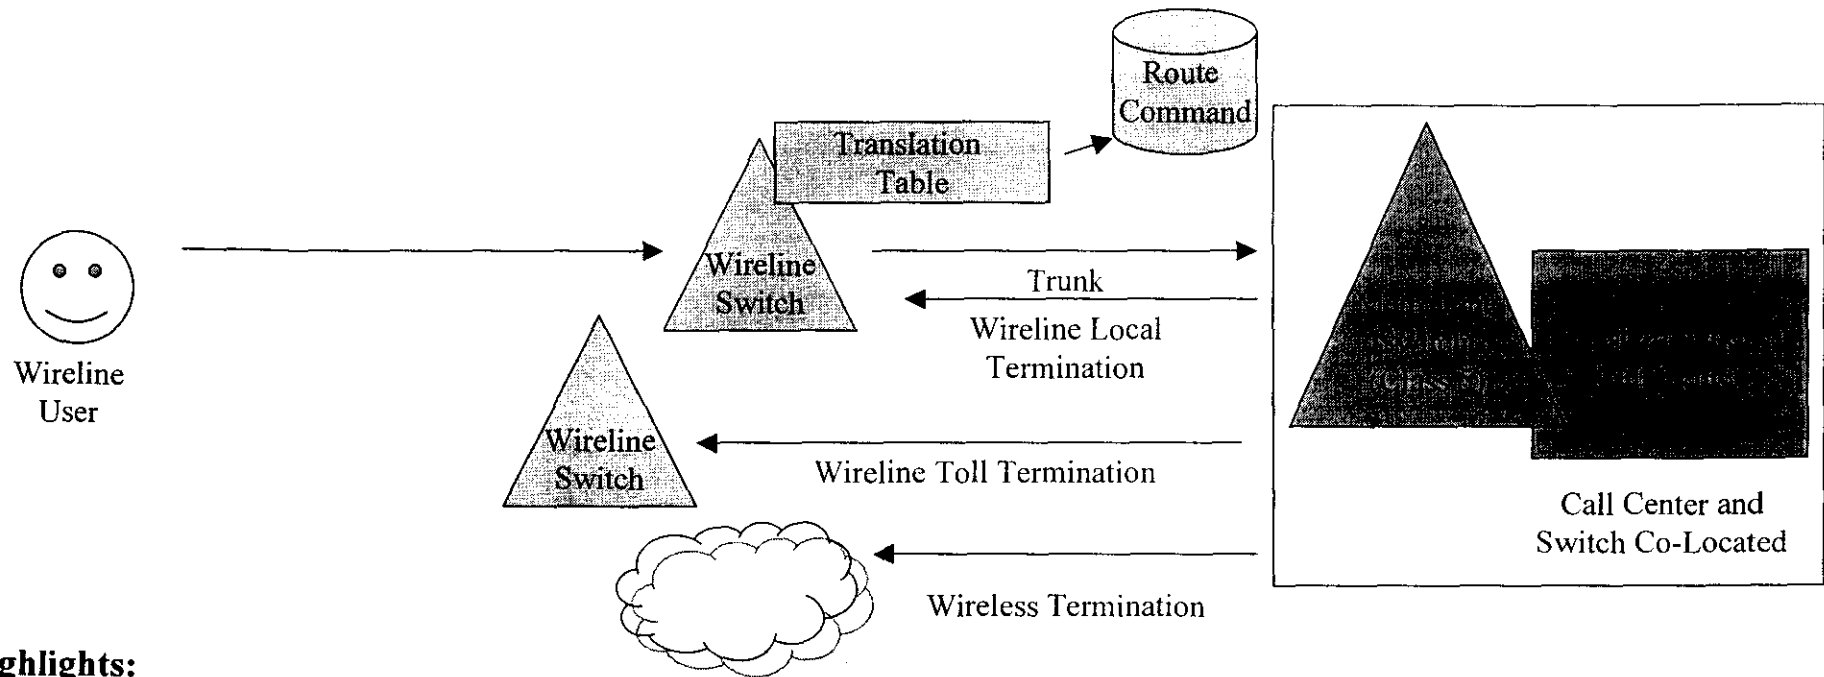 Route
Command
Translation
Table
Wireline
Switch
Trunk
Wireline Local
Termination
Wireline
User
Wireline
Switch
Wireline Toll Termination
Call Center and
Switch Co-Located
Wireless Termination
ghlights: